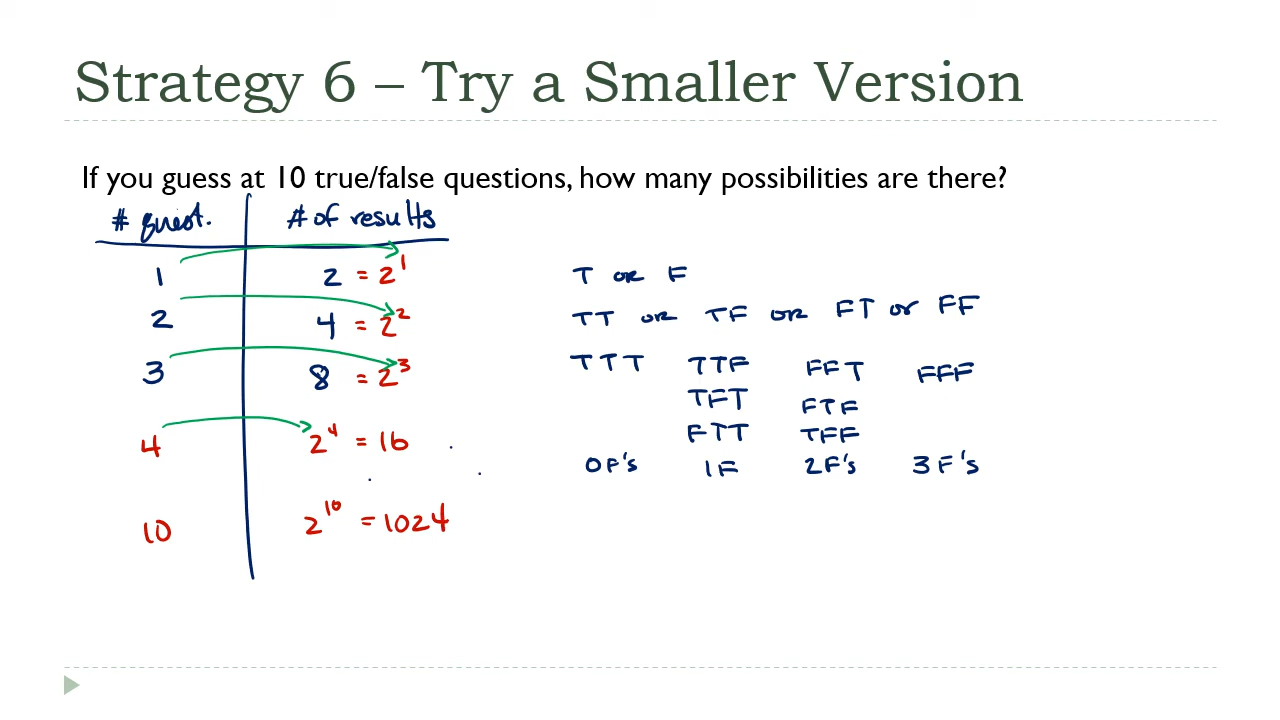 Strategy 6 – Try a Smaller Version
If you guess at 10 true/false questions, how many possibilities are there?
# quest. # of results
1 2 = 2^1 T or F
2 4 = 2^2 TT or TF or FT or FF
3 8 = 2^3 TTT TTF FFT FFF
TFT FTF
FTT TFF
4 2^4 = 16
0F's 1F 2F's 3F's
10 2^10 = 1024